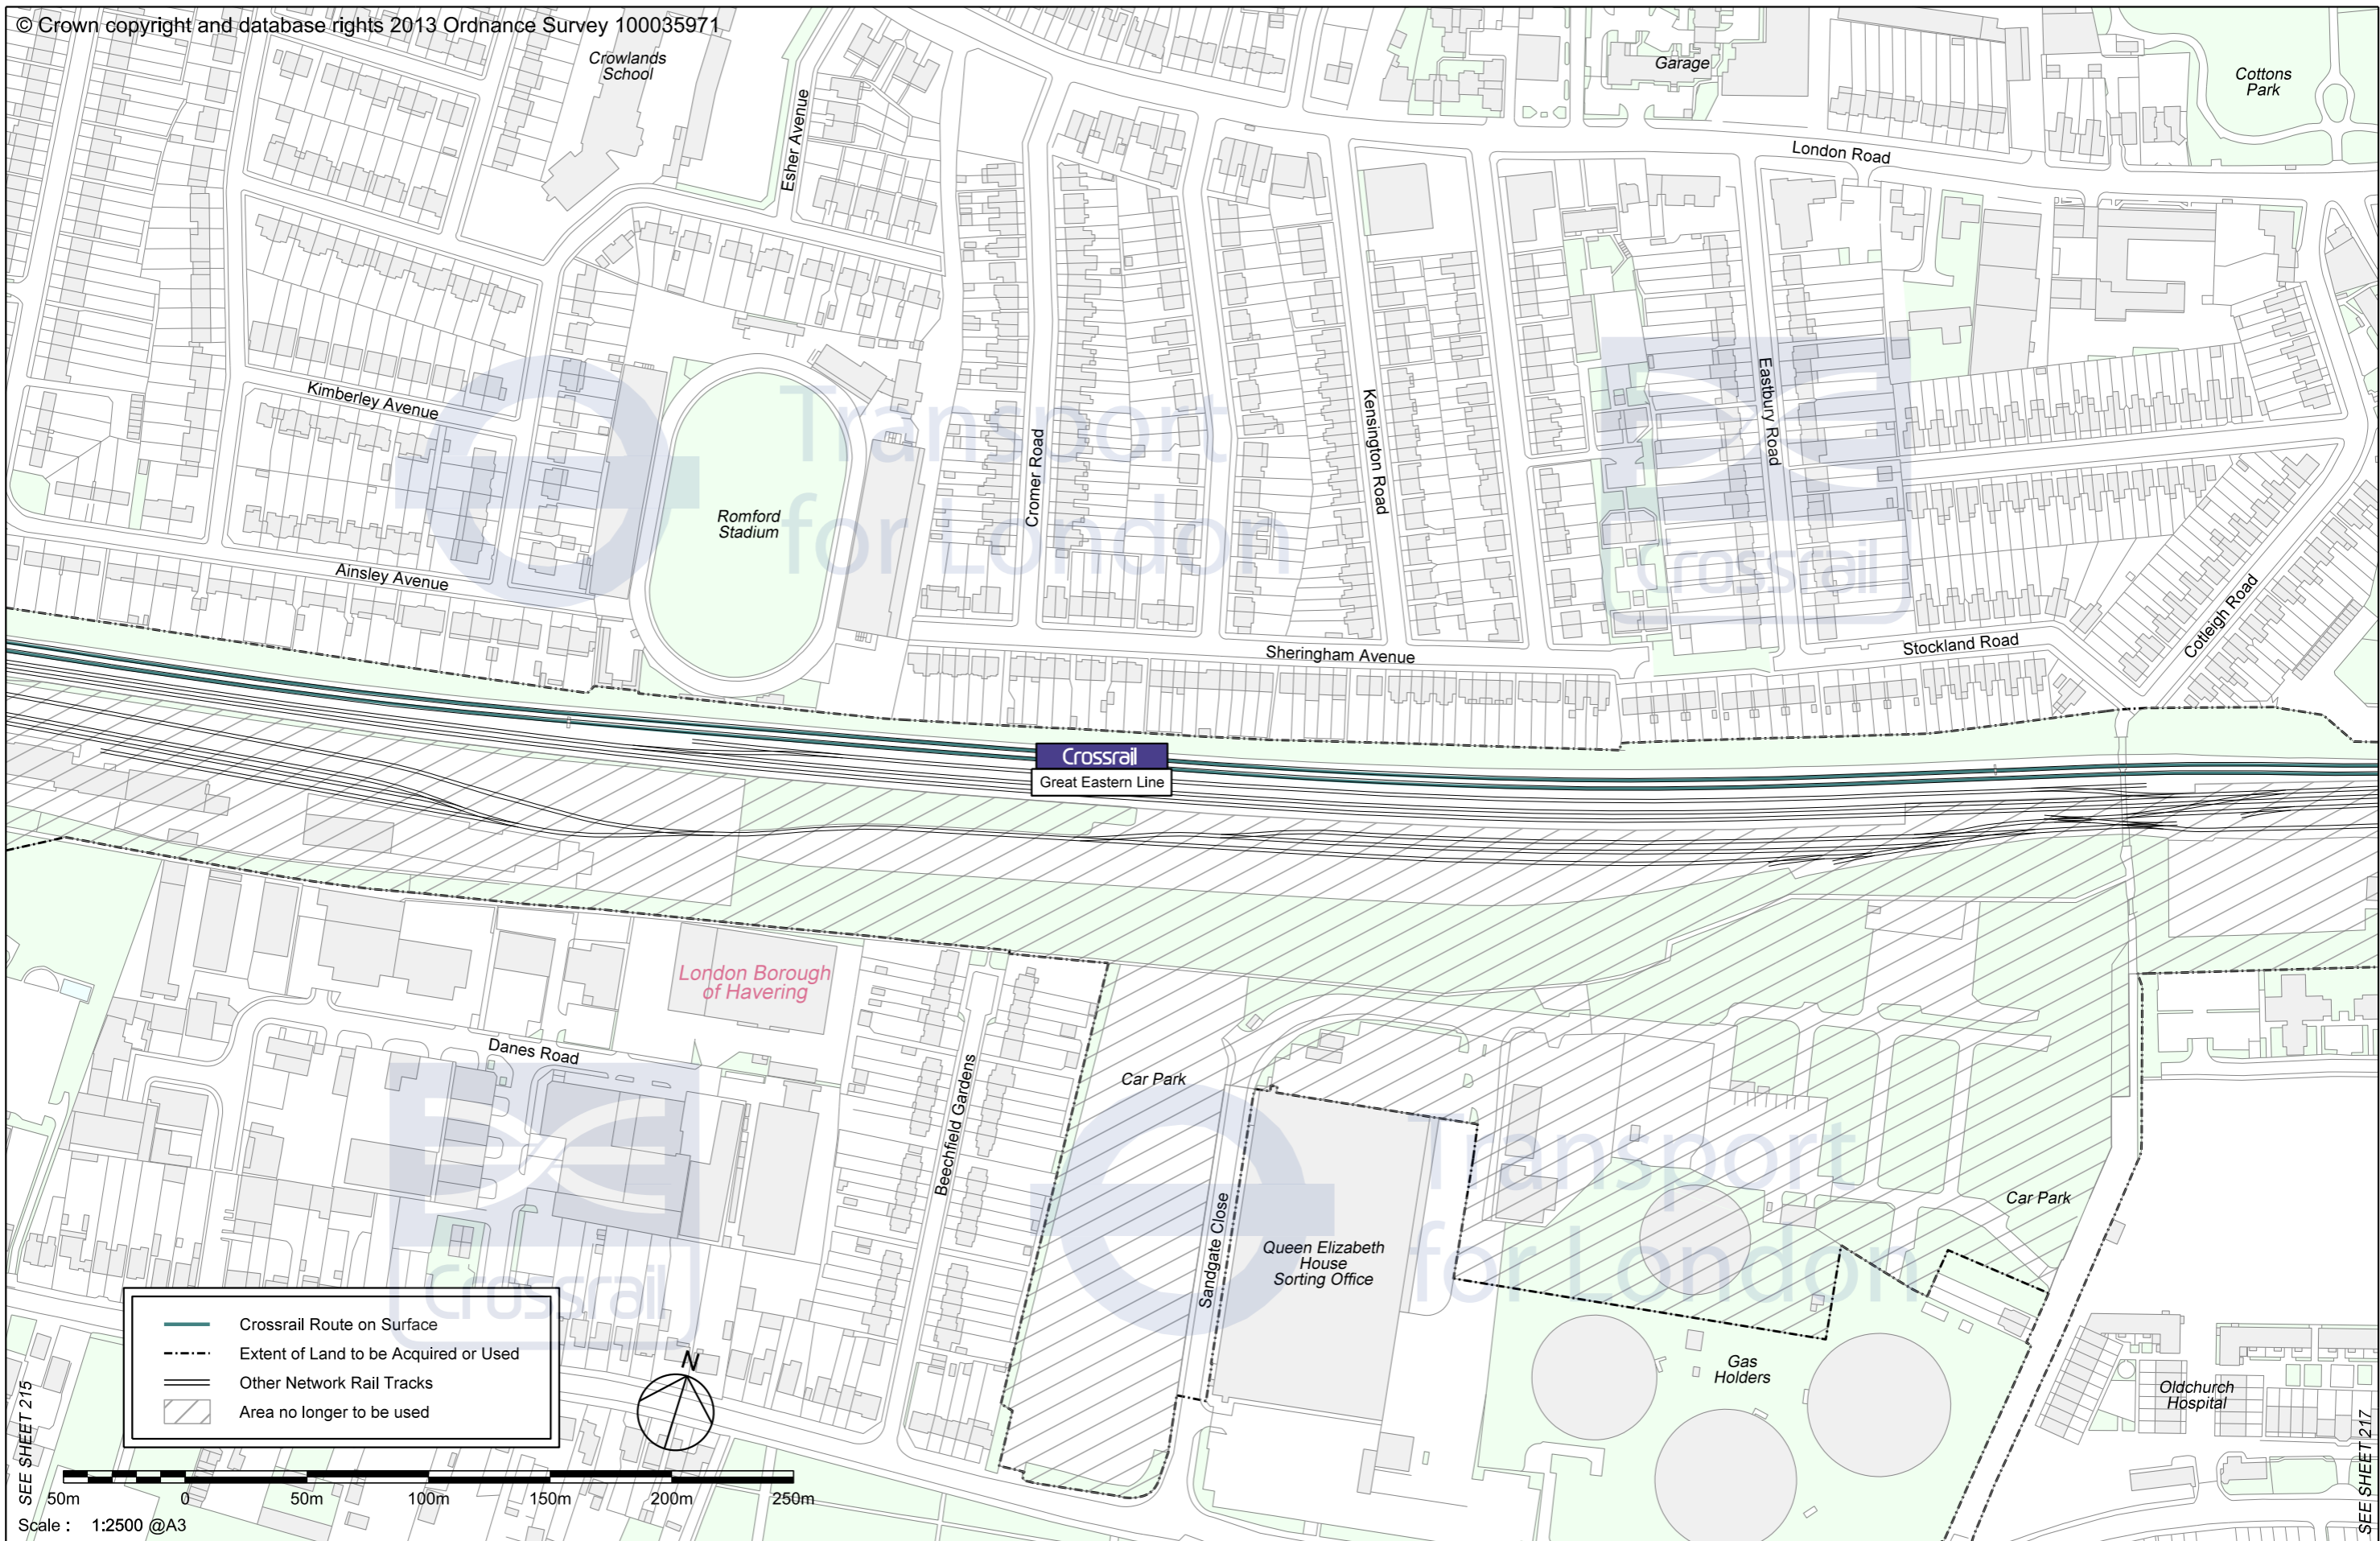 © Crown copyright and database rights 2013 Ordnance Survey 100035971
Crowlands
School
Garage
Cottons
Park
Esher Avenue
London Road
Kimberley Avenue
Transport
for London
Crossrail
Romford
Stadium
Cromer Road
Kensington Road
Eastbury Road
Ainsley Avenue
Sheringham Avenue
Stockland Road
Cotleigh Road
Crossrail
Great Eastern Line
London Borough
of Havering
Danes Road
Beechfield Gardens
Car Park
Sandgate Close
Queen Elizabeth
House
Sorting Office
Transport
for London
Car Park
Crossrail
Gas
Holders
Oldchurch
Hospital
Crossrail Route on Surface
Extent of Land to be Acquired or Used
Other Network Rail Tracks
Area no longer to be used
N
SEE SHEET 215
SEE SHEET 217
50m 0 50m 100m 150m 200m 250m
Scale : 1:2500 @A3